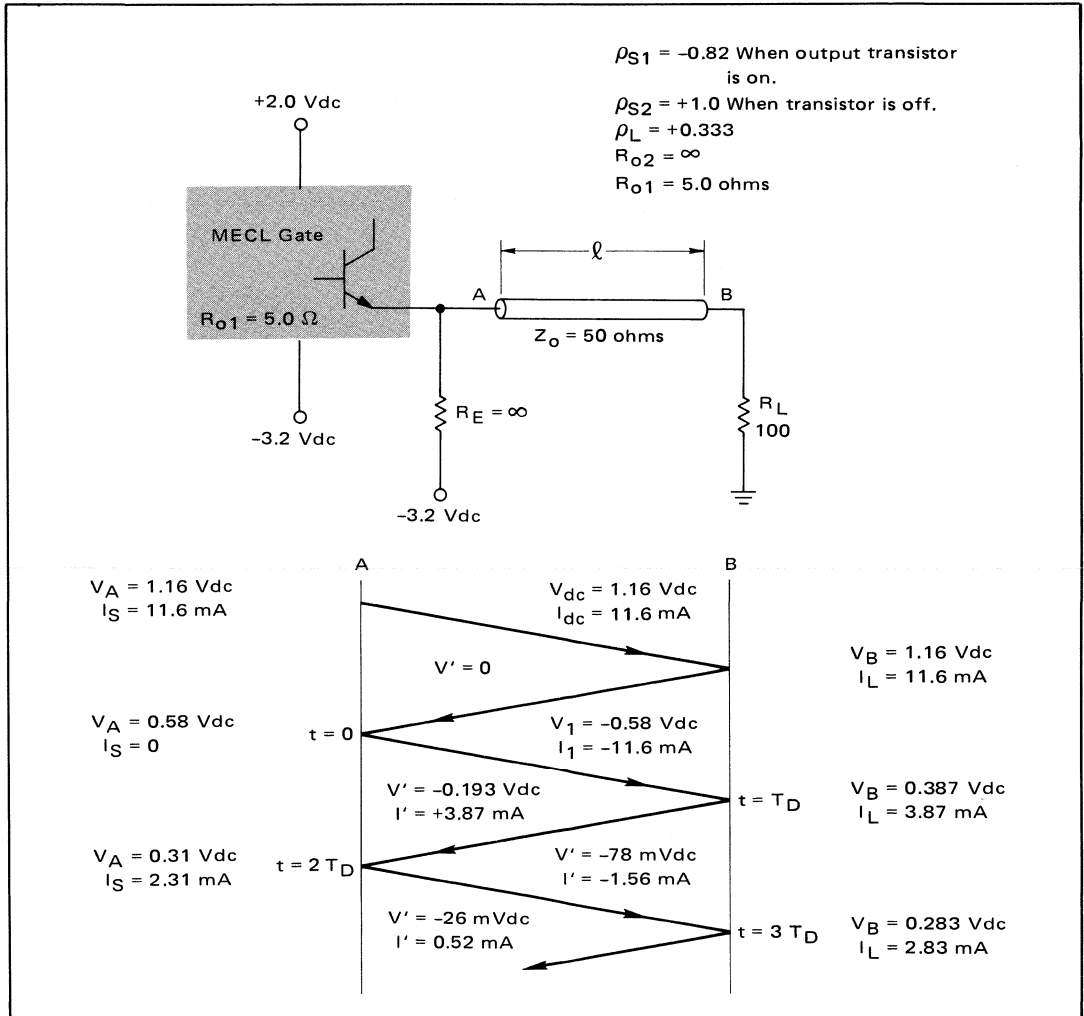 ρS1 = -0.82 When output transistor
is on.
ρS2 = +1.0 When transistor is off.
ρL = +0.333
Ro2 = ∞
Ro1 = 5.0 ohms
+2.0 Vdc
MECL Gate
Ro1 = 5.0 Ω
-3.2 Vdc
A
ℓ
B
Zo = 50 ohms
RE = ∞
-3.2 Vdc
RL
100
A
B
VA = 1.16 Vdc
IS = 11.6 mA
Vdc = 1.16 Vdc
Idc = 11.6 mA
V' = 0
VB = 1.16 Vdc
IL = 11.6 mA
VA = 0.58 Vdc
IS = 0
t = 0
V1 = -0.58 Vdc
I1 = -11.6 mA
V' = -0.193 Vdc
I' = +3.87 mA
t = TD
VB = 0.387 Vdc
IL = 3.87 mA
VA = 0.31 Vdc
IS = 2.31 mA
t = 2 TD
V' = -78 mVdc
I' = -1.56 mA
V' = -26 mVdc
I' = 0.52 mA
t = 3 TD
VB = 0.283 Vdc
IL = 2.83 mA